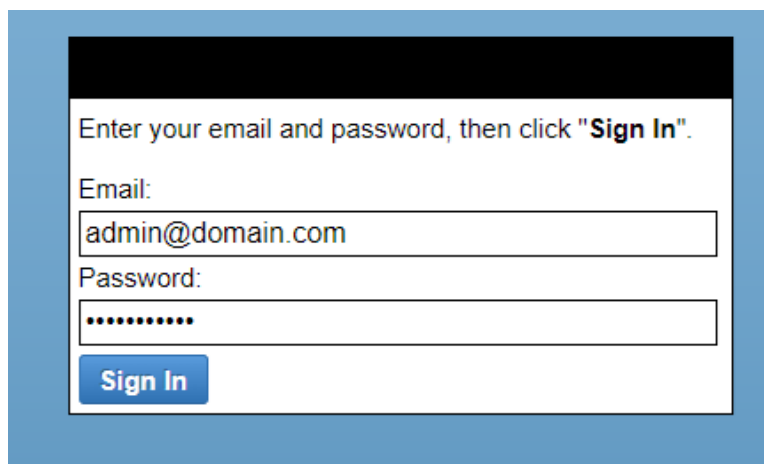 Enter your email and password, then click "Sign In".
Email:
admin@domain.com
Password:
•••••••••••
Sign In